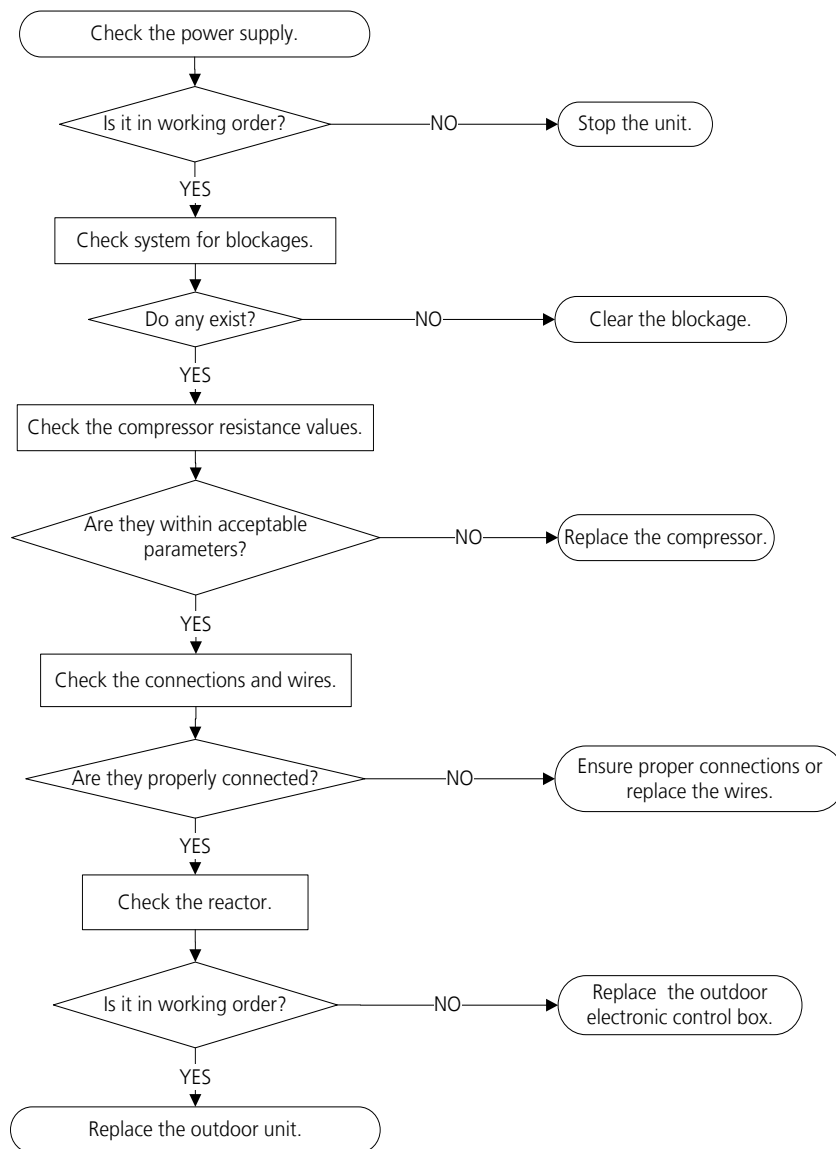 Check the power supply.
Is it in working order?
NO
Stop the unit.
YES
Check system for blockages.
Do any exist?
NO
Clear the blockage.
YES
Check the compressor resistance values.
Are they within acceptable
parameters?
NO
Replace the compressor.
YES
Check the connections and wires.
Are they properly connected?
NO
Ensure proper connections or
replace the wires.
YES
Check the reactor.
Is it in working order?
NO
Replace the outdoor
electronic control box.
YES
Replace the outdoor unit.